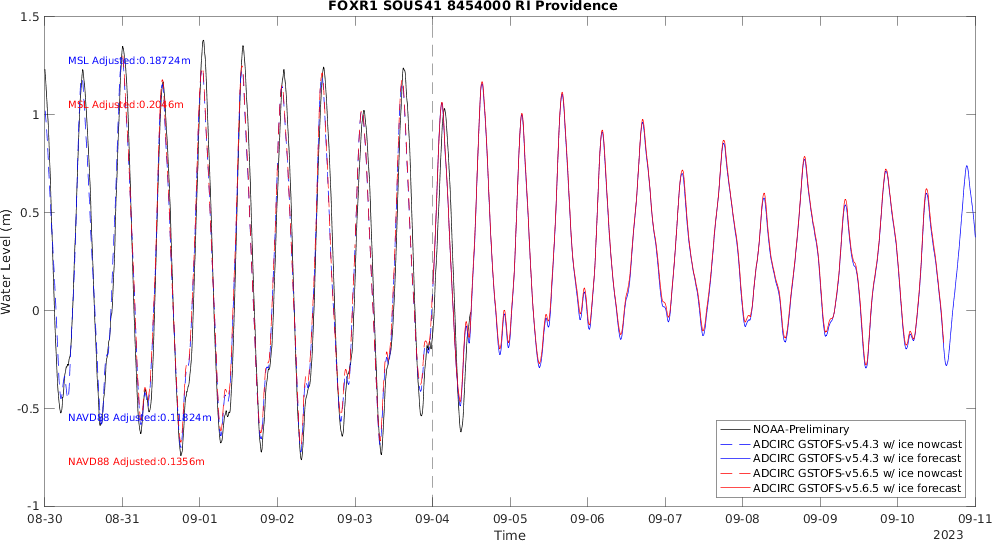 FOXR1 SOUS41 8454000 RI Providence
1.5
1
0.5
0
-0.5
-1
Water Level (m)
MSL Adjusted:0.18724m
MSL Adjusted:0.2046m
NAVD88 Adjusted:0.11824m
NAVD88 Adjusted:0.1356m
NOAA-Preliminary
ADCIRC GSTOFS-v5.4.3 w/ ice nowcast
ADCIRC GSTOFS-v5.4.3 w/ ice forecast
ADCIRC GSTOFS-v5.6.5 w/ ice nowcast
ADCIRC GSTOFS-v5.6.5 w/ ice forecast
08-30 08-31 09-01 09-02 09-03 09-04 09-05 09-06 09-07 09-08 09-09 09-10 09-11
Time
2023